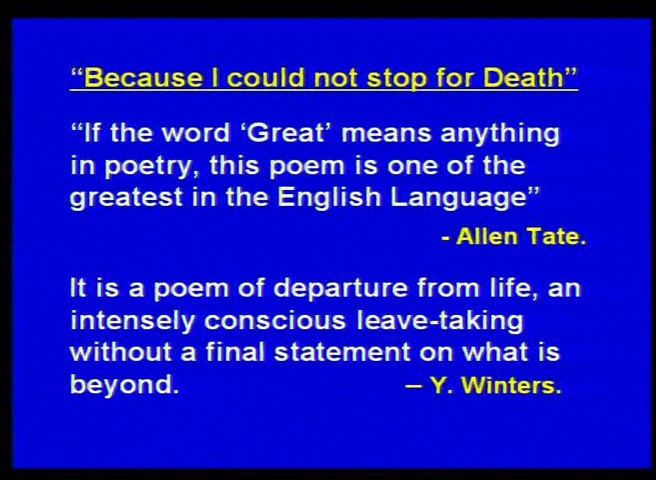 “Because I could not stop for Death”
“If the word ‘Great’ means anything
in poetry, this poem is one of the
greatest in the English Language”
- Allen Tate.
It is a poem of departure from life, an
intensely conscious leave-taking
without a final statement on what is
beyond. – Y. Winters.